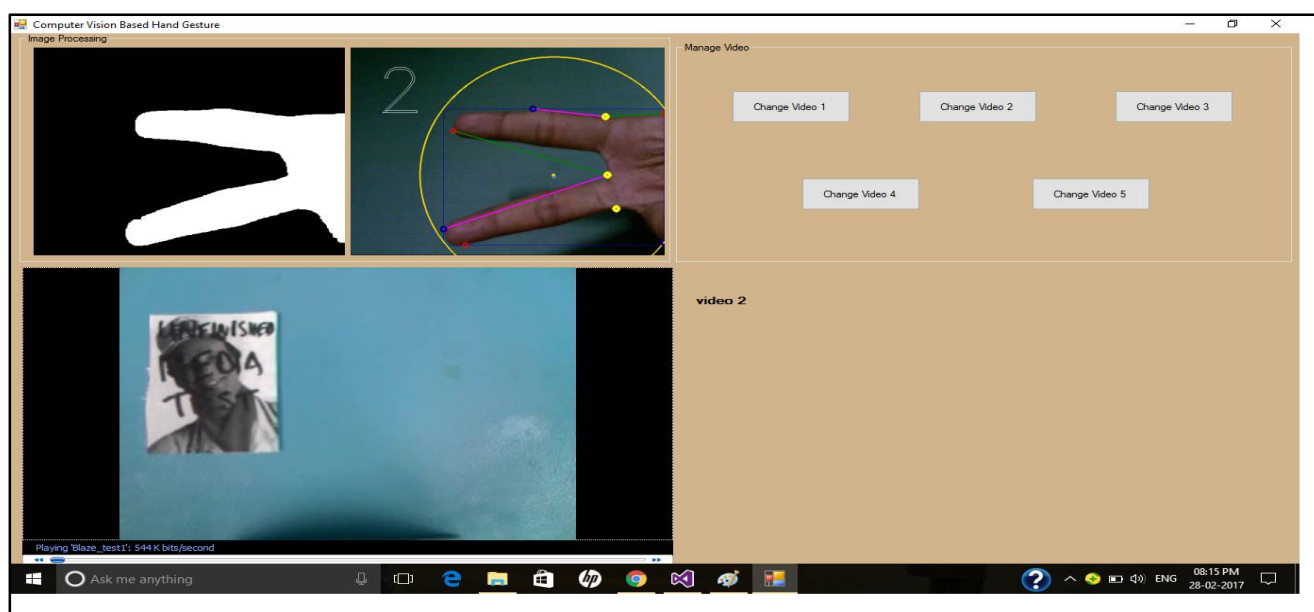 Computer Vision Based Hand Gesture
Image Processing
2
Manage Video
Change Video 1
Change Video 2
Change Video 3
Change Video 4
Change Video 5
video 2
MEDIA
TEST
Playing 'Blaze_test1': 544 K bits/second
Ask me anything
hp
ENG
08:15 PM
28-02-2017